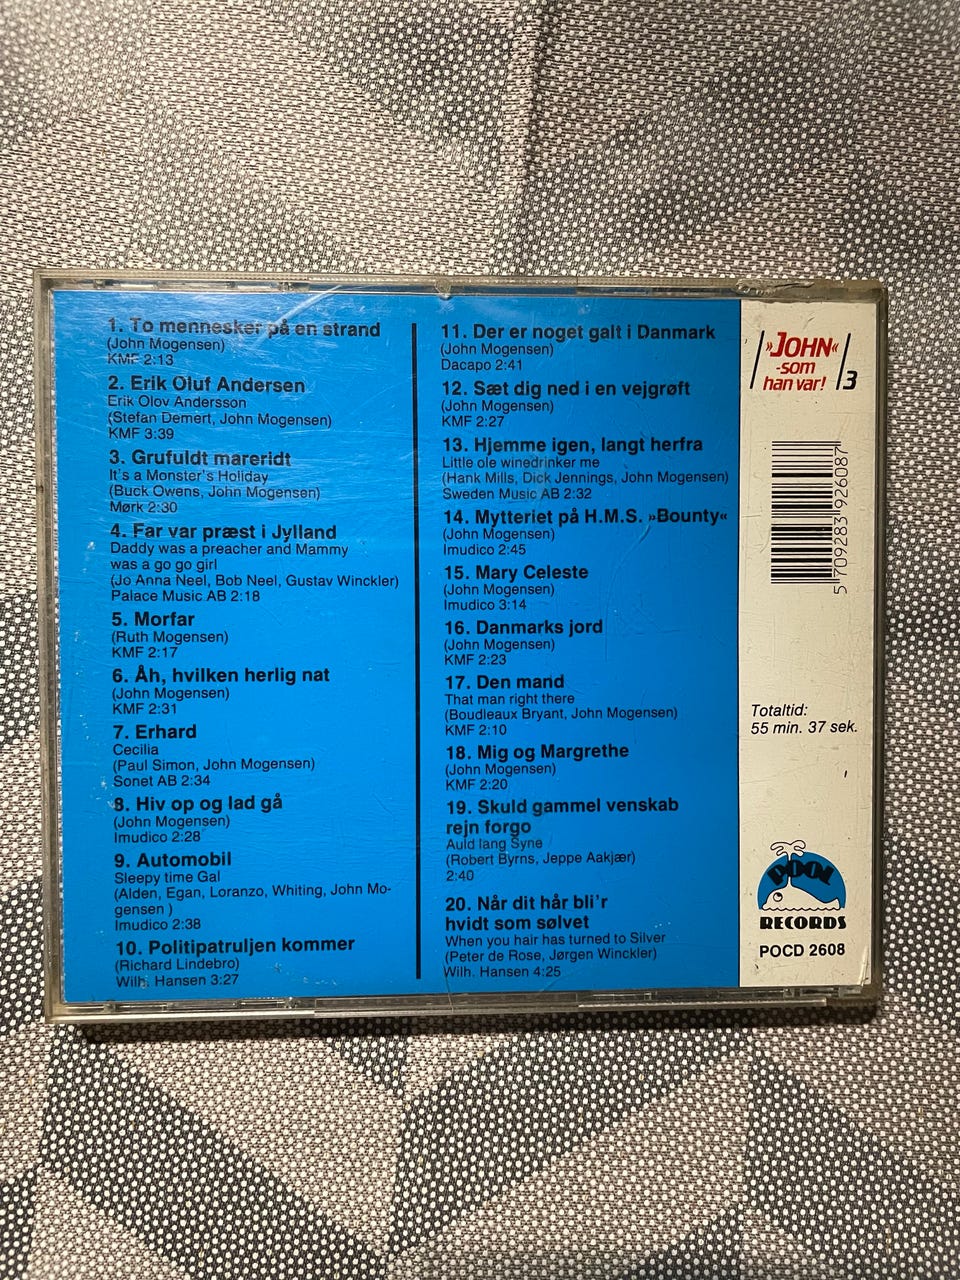 1. To mennesker på en strand
(John Mogensen)
KMF 2:13
2. Erik Oluf Andersen
Erik Olov Andersson
(Stefan Demert, John Mogensen)
KMF 3:39
3. Grufuldt mareridt
It's a Monster's Holiday
(Buck Owens, John Mogensen)
Mørk 2:30
4. Far var præst i Jylland
Daddy was a preacher and Mammy
was a go go girl
(Jo Anna Neel, Bob Neel, Gustav Winckler)
Palace Music AB 2:18
5. Morfar
(Ruth Mogensen)
KMF 2:17
6. Åh, hvilken herlig nat
(John Mogensen)
KMF 2:31
7. Erhard
Cecilia
(Paul Simon, John Mogensen)
Sonet AB 2:34
8. Hiv op og lad gå
(John Mogensen)
Imudico 2:28
9. Automobil
Sleepy time Gal
(Alden, Egan, Loranzo, Whiting, John Mo-
gensen )
Imudico 2:38
10. Politipatruljen kommer
(Richard Lindebro)
Wilh. Hansen 3:27
11. Der er noget galt i Danmark
(John Mogensen)
Dacapo 2:41
12. Sæt dig ned i en vejgrøft
(John Mogensen)
KMF 2:27
13. Hjemme igen, langt herfra
Little ole winedrinker me
(Hank Mills, Dick Jennings, John Mogensen)
Sweden Music AB 2:32
14. Mytteriet på H.M.S. »Bounty«
(John Mogensen)
Imudico 2:45
15. Mary Celeste
(John Mogensen)
Imudico 3:14
16. Danmarks jord
(John Mogensen)
KMF 2:23
17. Den mand
That man right there
(Boudleaux Bryant, John Mogensen)
KMF 2:10
18. Mig og Margrethe
(John Mogensen)
KMF 2:20
19. Skuld gammel venskab
rejn forgo
Auld lang Syne
(Robert Byrns, Jeppe Aakjær)
2:40
20. Når dit hår bli'r
hvidt som sølvet
When you hair has turned to Silver
(Peter de Rose, Jørgen Winckler)
Wilh. Hansen 4:25
»JOHN«
-som
han var! 3
5 709283 926087
Totaltid:
55 min. 37 sek.
POOL
RECORDS
POCD 2608